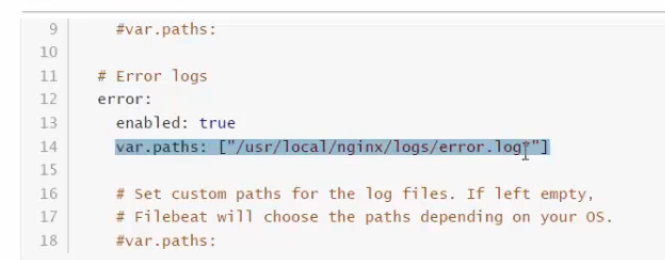 9 #var.paths:
10
11 # Error logs
12 error:
13 enabled: true
14 var.paths: ["/usr/local/nginx/logs/error.log*"]
15
16 # Set custom paths for the log files. If left empty,
17 # Filebeat will choose the paths depending on your OS.
18 #var.paths: